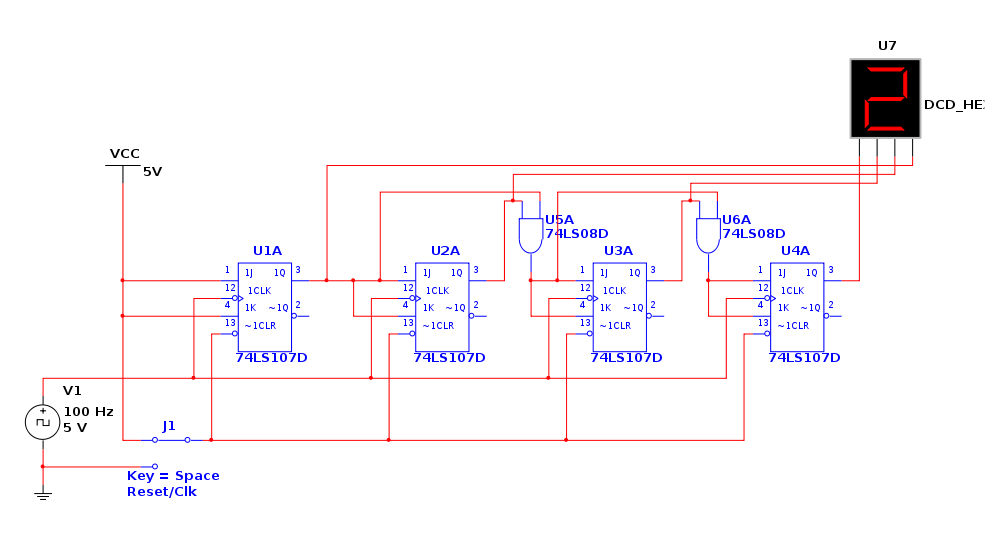 U7
2
DCD_HE
VCC
5V
U5A
74LS08D
U6A
74LS08D
U1A
U2A
U3A
U4A
1 1J 1Q 3
12 1CLK
4 1K ~1Q 2
13 ~1CLR
74LS107D
1 1J 1Q 3
12 1CLK
4 1K ~1Q 2
13 ~1CLR
74LS107D
1 1J 1Q 3
12 1CLK
4 1K ~1Q 2
13 ~1CLR
74LS107D
1 1J 1Q 3
12 1CLK
4 1K ~1Q 2
13 ~1CLR
74LS107D
V1
100 Hz
5 V
J1
Key = Space
Reset/Clk